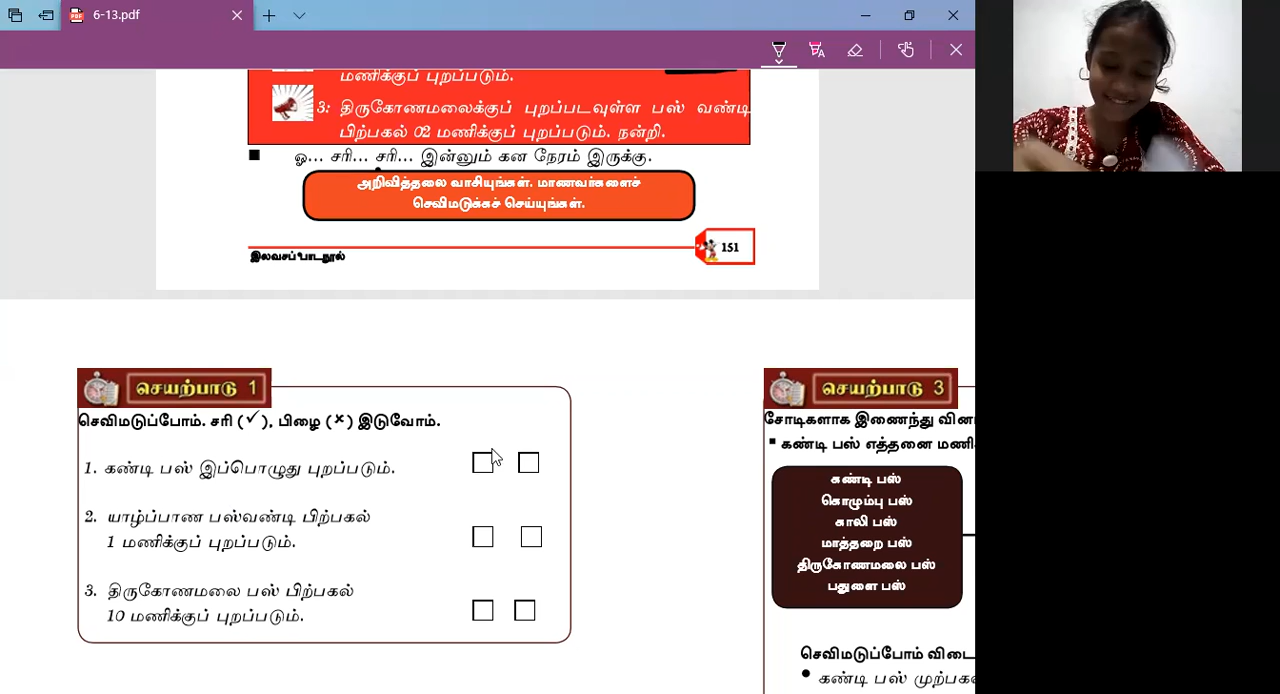 6-13.pdf
மணிக்குப் புறப்படும்.
3: திருகோணமலைக்குப் புறப்படவுள்ள பஸ் வண்டி
பிற்பகல் 02 மணிக்குப் புறப்படும். நன்றி.
ஓ... சரி... சரி... இன்னும் கன நேரம் இருக்கு.
அறிவித்தலை வாசியுங்கள். மாணவர்களைச்
செவிமடுக்கச் செய்யுங்கள்.
151
இலவசப் பாடநூல்
செயற்பாடு 1
செவிமடுப்போம். சரி (✓), பிழை (×) இடுவோம்.
1. கண்டி பஸ் இப்பொழுது புறப்படும்.
2. யாழ்ப்பாண பஸ்வண்டி பிற்பகல்
1 மணிக்குப் புறப்படும்.
3. திருகோணமலை பஸ் பிற்பகல்
10 மணிக்குப் புறப்படும்.
செயற்பாடு 3
சோடிகளாக இணைந்து வின
கண்டி பஸ் எத்தனை மணி
கண்டி பஸ்
கொழும்பு பஸ்
காலி பஸ்
மாத்தறை பஸ்
திருகோணமலை பஸ்
பதுளை பஸ்
செவிமடுப்போம் விடை
கண்டி பஸ் முற்பக